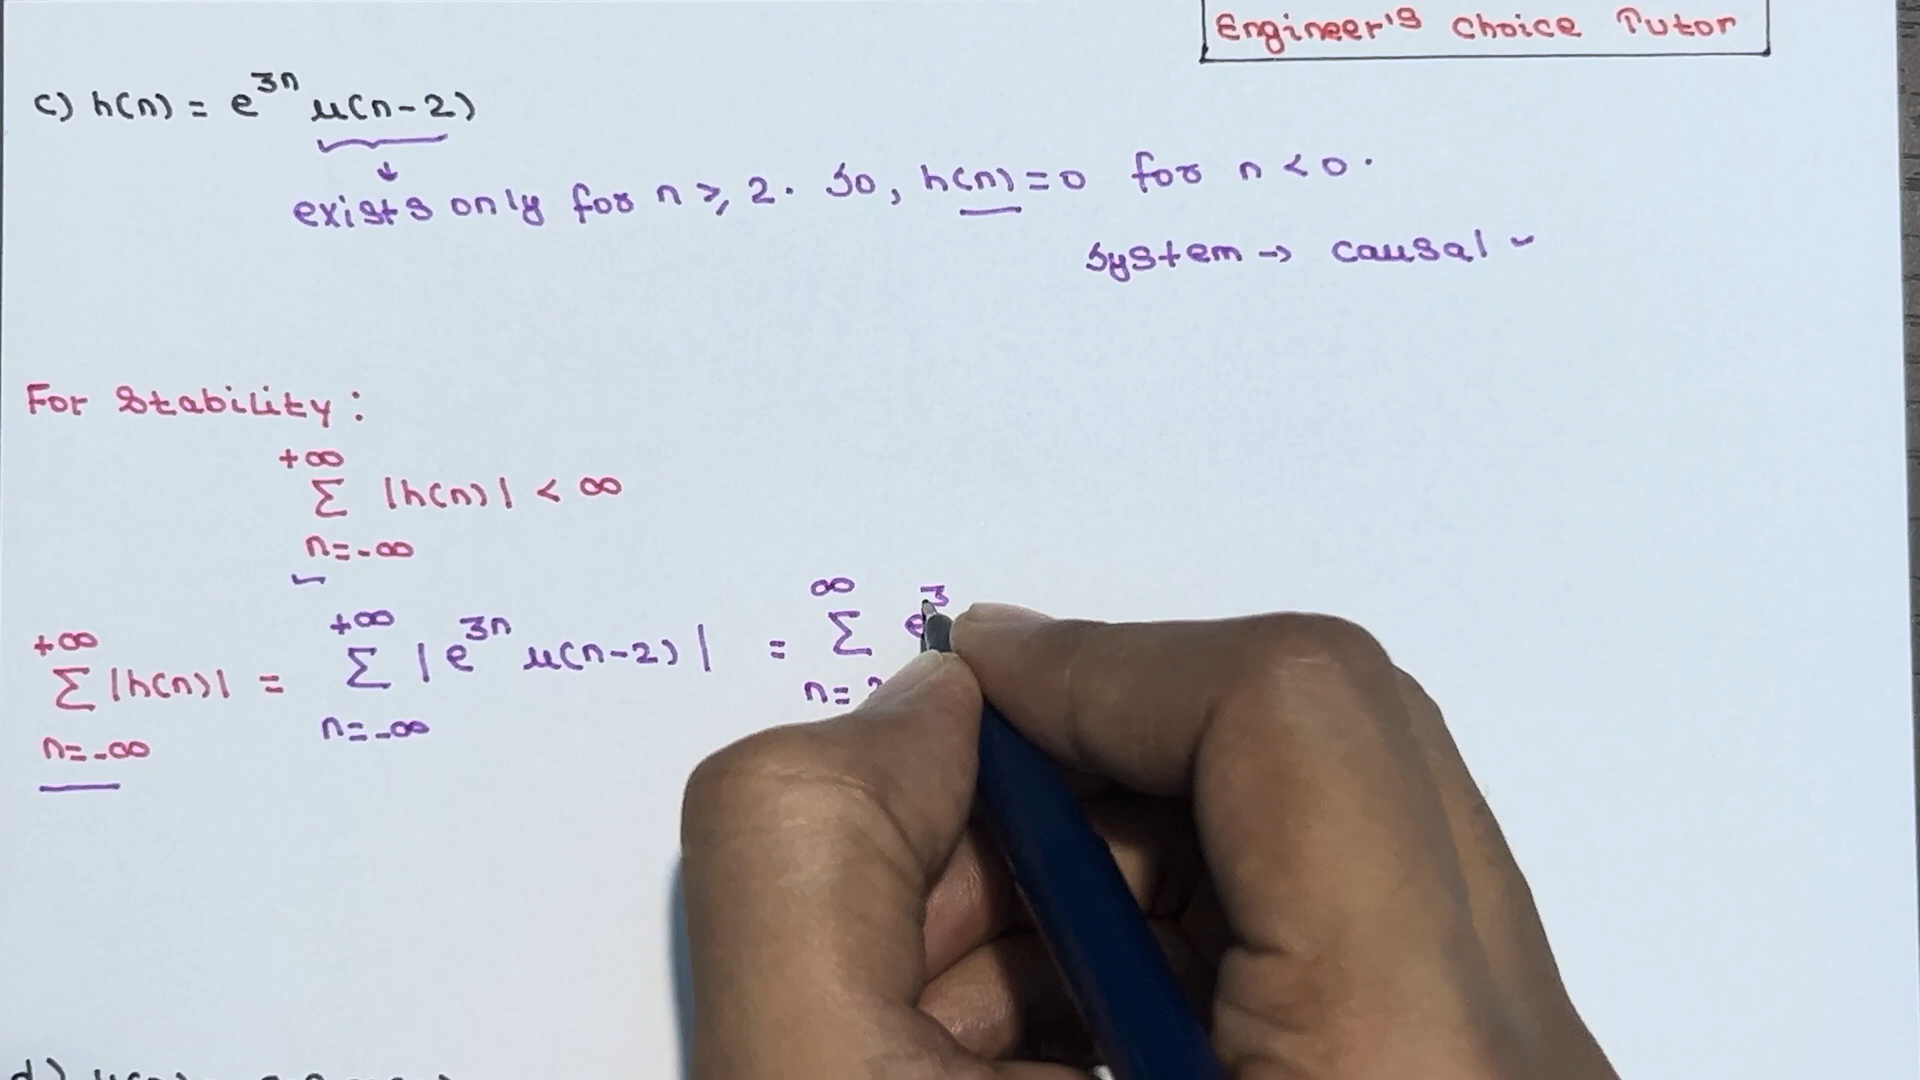 Engineer's Choice Tutor
c) h(n) = e^3n u(n-2)
exists only for n ≥ 2. So, h(n) = 0 for n < 0.
System → causal
For Stability:
+∞
Σ |h(n)| < ∞
n=-∞
+∞ +∞ ∞
Σ |h(n)| = Σ |e^3n u(n-2)| = Σ e^3
n=-∞ n=-∞ n=